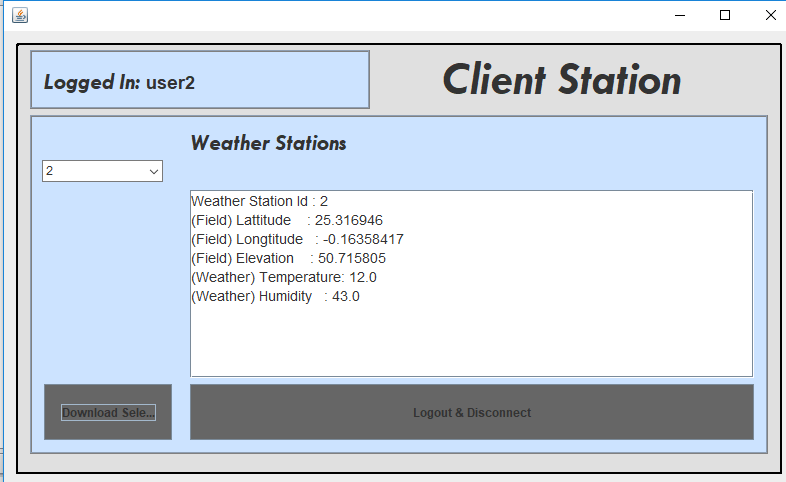 Logged In: user2
Client Station
Weather Stations
2
Weather Station Id : 2
(Field) Lattitude    : 25.316946
(Field) Longtitude   : -0.16358417
(Field) Elevation    : 50.715805
(Weather) Temperature: 12.0
(Weather) Humidity   : 43.0
Download Sele...
Logout & Disconnect